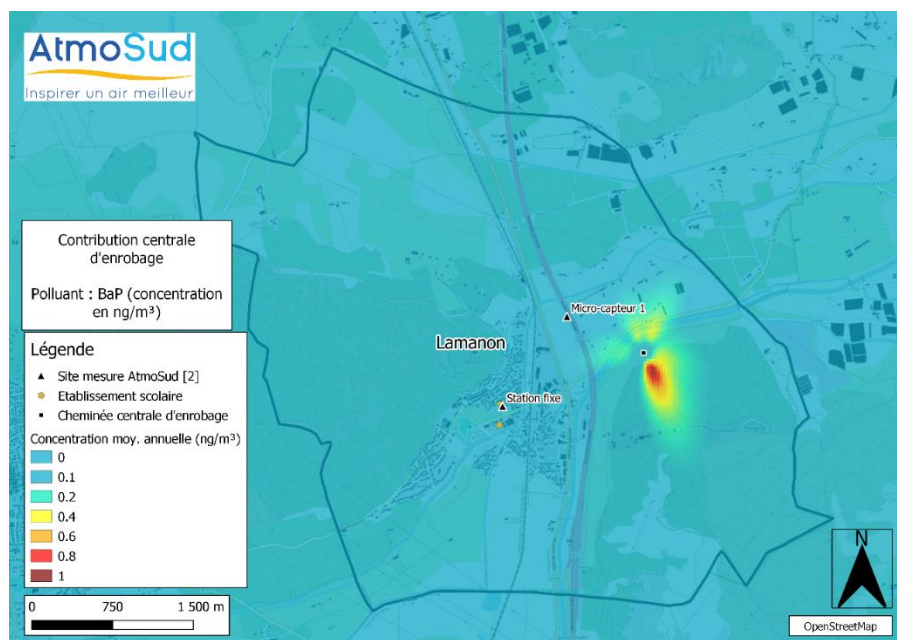 AtmoSud
Inspirer un air meilleur
Contribution centrale
d'enrobage
Polluant : BaP (concentration
en ng/m³)
Légende
Site mesure AtmoSud [2]
Etablissement scolaire
Cheminée centrale d'enrobage
Concentration moy. annuelle (ng/m³)
0
0.1
0.2
0.4
0.6
0.8
1
0 750 1 500 m
Lamanon
Micro-capteur 1
Station fixe
N
OpenStreetMap